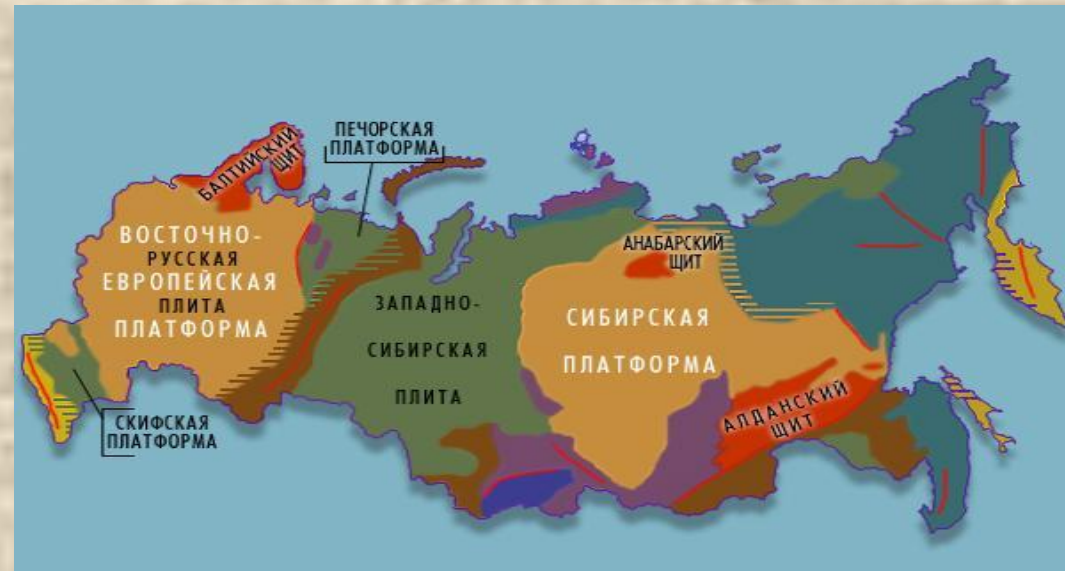 ПЕЧОРСКАЯ
ПЛАТФОРМА
БАЛТИЙСКИЙ
ЩИТ
ВОСТОЧНО-
РУССКАЯ
ЕВРОПЕЙСКАЯ
ПЛИТА
ПЛАТФОРМА
АНАБАРСКИЙ
ЩИТ
ЗАПАДНО-
СИБИРСКАЯ
ПЛИТА
СИБИРСКАЯ
ПЛАТФОРМА
АЛДАНСКИЙ
ЩИТ
СКИФСКАЯ
ПЛАТФОРМА